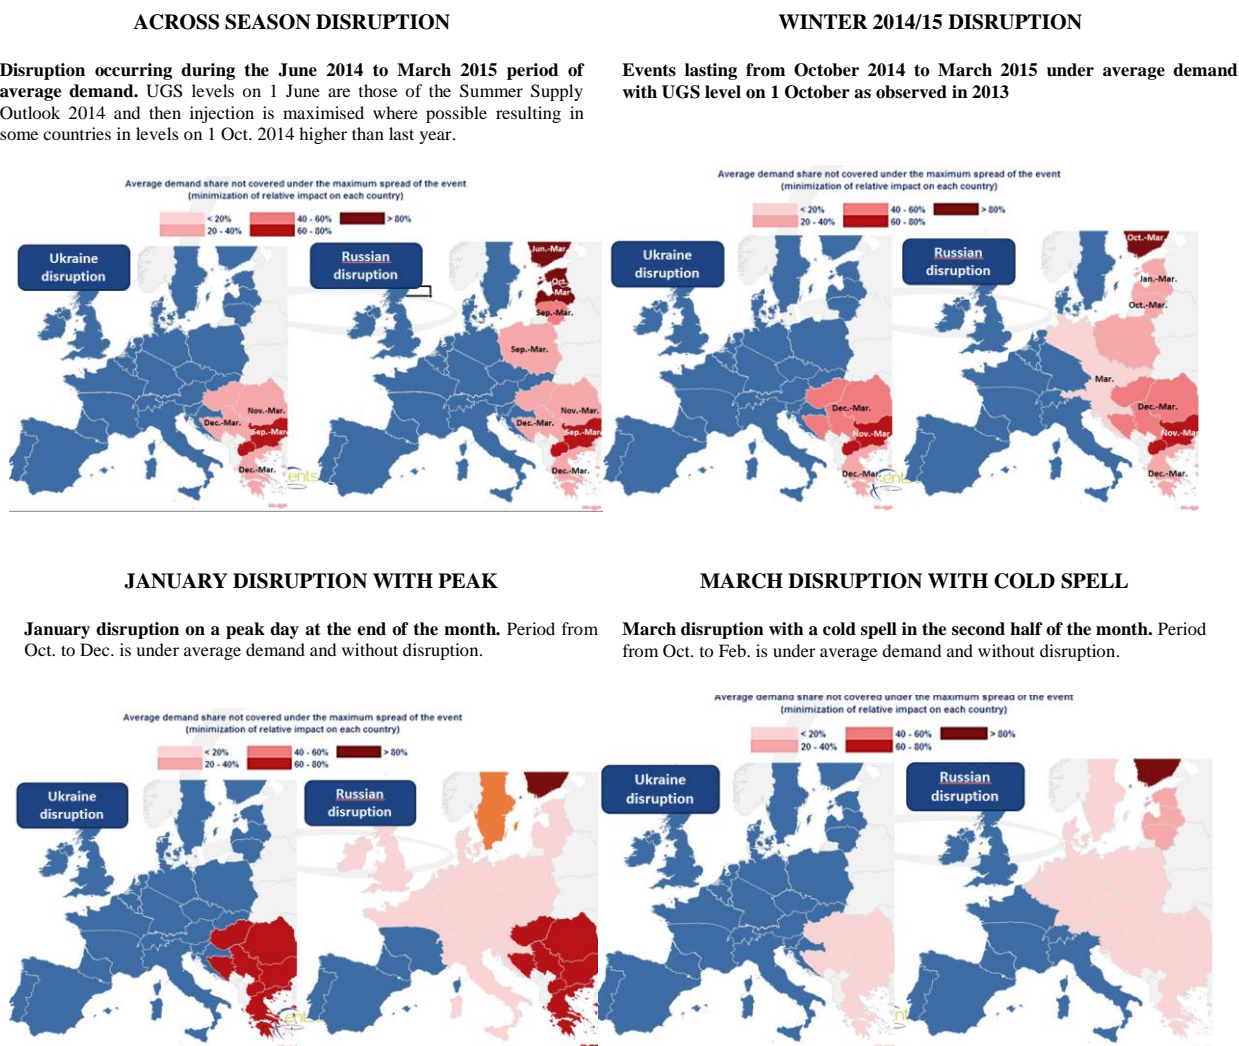 ACROSS SEASON DISRUPTION
Disruption occurring during the June 2014 to March 2015 period of
average demand. UGS levels on 1 June are those of the Summer Supply
Outlook 2014 and then injection is maximised where possible resulting in
some countries in levels on 1 Oct. 2014 higher than last year.
Average demand share not covered under the maximum spread of the event
(minimization of relative impact on each country)
< 20%
40 - 60%
> 80%
20 - 40%
60 - 80%
Ukraine
disruption
Nov.-Mar.
Dec.-Mar.
Sep.-Mar
Dec.-Mar.
ents
Russian
disruption
Jun.-Mar.
Oct.-
Mar
Sep.-Mar.
Sep.-Mar.
Nov.-Mar.
Dec.-Mar.
Sep.-Mar
Dec.-Mar.
WINTER 2014/15 DISRUPTION
Events lasting from October 2014 to March 2015 under average demand
with UGS level on 1 October as observed in 2013
Average demand share not covered under the maximum spread of the event
(minimization of relative impact on each country)
< 20%
40 - 60%
> 80%
20 - 40%
60 - 80%
Ukraine
disruption
Dec.-Mar.
Nov.-Mar
Dec.-Mar.
ent
Russian
disruption
Oct.-Mar.
Jan.-Mar.
Oct.-Mar.
Mar.
Dec.-Mar.
Nov.-Ma
Dec.-Mar.
JANUARY DISRUPTION WITH PEAK
January disruption on a peak day at the end of the month. Period from
Oct. to Dec. is under average demand and without disruption.
Average demand share not covered under the maximum spread of the event
(minimization of relative impact on each country)
< 20%
40 - 60%
> 80%
20 - 40%
60 - 80%
Ukraine
disruption
ent
Russian
disruption
MARCH DISRUPTION WITH COLD SPELL
March disruption with a cold spell in the second half of the month. Period
from Oct. to Feb. is under average demand and without disruption.
Average demand share not covered under the maximum spread of the event
(minimization of relative impact on each country)
< 20%
40 - 60%
> 80%
20 - 40%
60 - 80%
Ukraine
disruption
nt
Russian
disruption